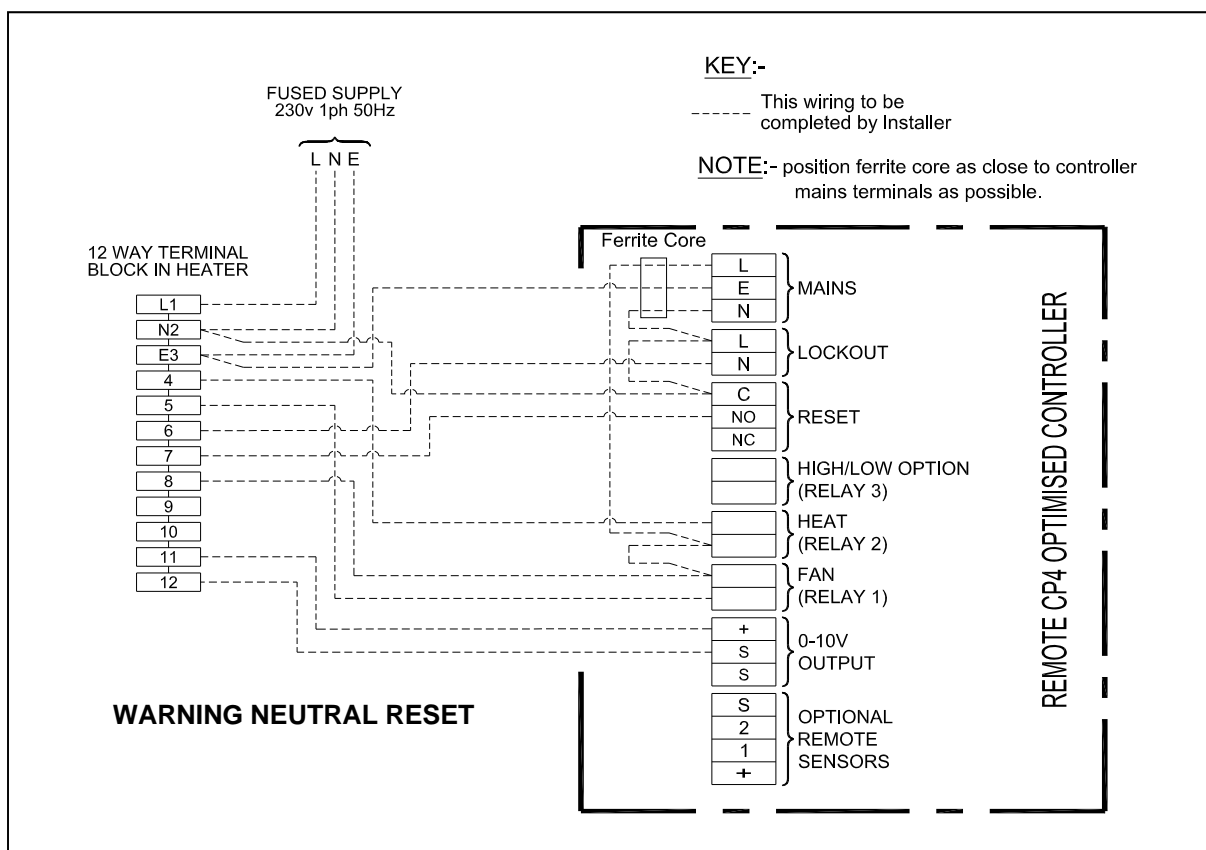 KEY:-
This wiring to be
completed by Installer
NOTE:- position ferrite core as close to controller
mains terminals as possible.
FUSED SUPPLY
230v 1ph 50Hz
L N E
12 WAY TERMINAL
BLOCK IN HEATER
L1
N2
E3
4
5
6
7
8
9
10
11
12
Ferrite Core
L
E
N
MAINS
L
N
LOCKOUT
C
NO
NC
RESET
HIGH/LOW OPTION
(RELAY 3)
HEAT
(RELAY 2)
FAN
(RELAY 1)
+
S
S
0-10V
OUTPUT
S
2
1
+
OPTIONAL
REMOTE
SENSORS
REMOTE CP4 OPTIMISED CONTROLLER
WARNING NEUTRAL RESET